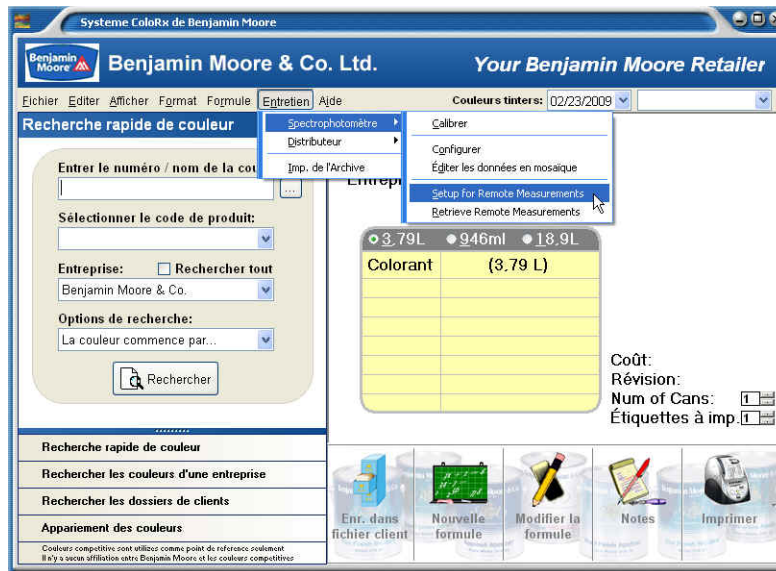 Systeme ColoRx de Benjamin Moore
Benjamin Moore
Benjamin Moore & Co. Ltd.
Your Benjamin Moore Retailer
Fichier Editer Afficher Format Formule Entretien Ajde
Couleurs tinters: 02/23/2009
Recherche rapide de couleur
Spectrophotomètre
Distributeur
Imp. de l'Archive
Calibrer
Configurer
Éditer les données en mosaïque
Setup for Remote Measurements
Retrieve Remote Measurements
Entrer le numéro / nom de la cou
...
Sélectionner le code de produit:
Entreprise: Rechercher tout
Benjamin Moore & Co.
Options de recherche:
La couleur commence par...
Rechercher
Entrepri
3,79L 946ml 18,9L
Colorant (3,79 L)
Coût:
Révision:
Num of Cans: 1
Étiquettes à imp. 1
Recherche rapide de couleur
Rechercher les couleurs d'une entreprise
Rechercher les dossiers de clients
Appariement des couleurs
Couleurs competitive sont utilizes comme point de reference seulement
Il n'y a aucun affiliation entre Benjamin Moore et les couleurs competitives
Enr. dans fichier client
Nouvelle formule
Modifier la formule
Notes
Imprimer